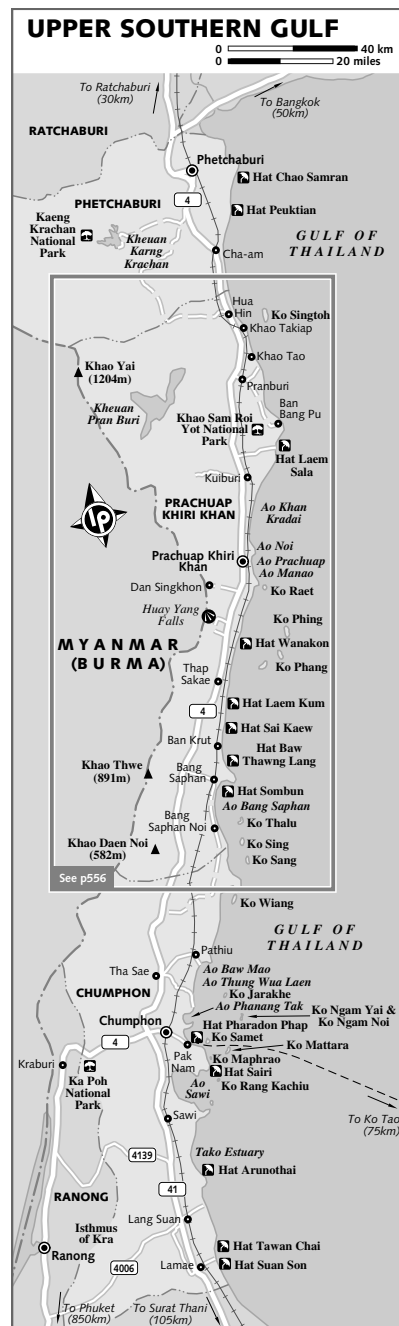 UPPER SOUTHERN GULF
0 40 km
0 20 miles
To Ratchaburi
(30km)
To Bangkok
(50km)
RATCHABURI
Phetchaburi
Hat Chao Samran
PHETCHABURI
4
Hat Peuktian
Kaeng
Krachan
National
Park
Kheuan
Karng
Krachan
GULF OF
THAILAND
Cha-am
Hua
Hin
Ko Singtoh
Khao Takiap
Khao Yai
(1204m)
Khao Tao
Pranburi
Kheuan
Pran Buri
Khao Sam Roi
Yot National
Park
Ban
Bang Pu
Hat Laem
Sala
Kuiburi
lp
PRACHUAP
KHIRI KHAN
Ao Khan
Kradai
Prachuap Khiri
Khan
Ao Noi
Ao Prachuap
Ao Manao
Dan Singkhon
Ko Raet
Huay Yang
Falls
Ko Phing
MYANMAR
(BURMA)
Hat Wanakon
Ko Phang
Thap
Sakae
Hat Laem Kum
4
Hat Sai Kaew
Ban Krut
Hat Baw
Thawng Lang
Khao Thwe
(891m)
Bang
Saphan
Hat Sombun
Ao Bang Saphan
Bang
Saphan Noi
Ko Thalu
Khao Daen Noi
(582m)
Ko Sing
Ko Sang
See p556
Ko Wiang
GULF OF
THAILAND
Pathiu
Tha Sae
Ao Baw Mao
Ao Thung Wua Laen
CHUMPHON
Ko Jarakhe
Ao Phanang Tak
Ko Ngam Yai &
Ko Ngam Noi
Chumphon
Hat Pharadon Phap
Ko Samet
Ko Mattara
4
Pak
Nam
Ko Maphrao
Kraburi
Hat Sairi
Ka Poh
National
Park
Ao
Sawi
Ko Rang Kachiu
To Ko Tao
(75km)
Sawi
4139
Tako Estuary
Hat Arunothai
41
RANONG
Isthmus
of Kra
Lang Suan
Ranong
Hat Tawan Chai
4006
Lamae
Hat Suan Son
To Phuket
(850km)
To Surat Thani
(105km)